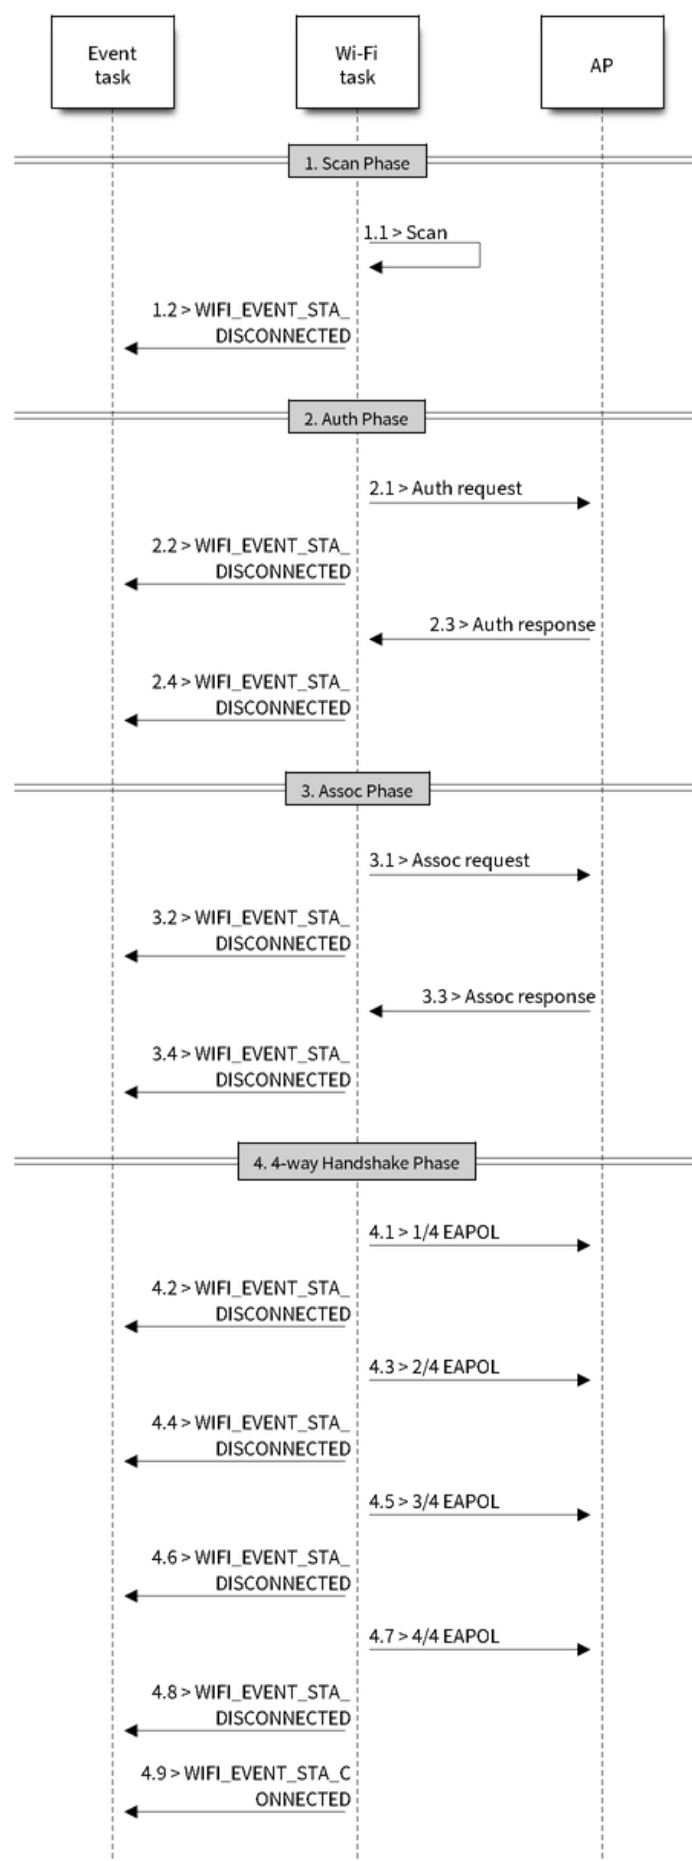 Event
task
Wi-Fi
task
AP
1. Scan Phase
1.1 > Scan
1.2 > WIFI_EVENT_STA_
DISCONNECTED
2. Auth Phase
2.1 > Auth request
2.2 > WIFI_EVENT_STA_
DISCONNECTED
2.3 > Auth response
2.4 > WIFI_EVENT_STA_
DISCONNECTED
3. Assoc Phase
3.1 > Assoc request
3.2 > WIFI_EVENT_STA_
DISCONNECTED
3.3 > Assoc response
3.4 > WIFI_EVENT_STA_
DISCONNECTED
4. 4-way Handshake Phase
4.1 > 1/4 EAPOL
4.2 > WIFI_EVENT_STA_
DISCONNECTED
4.3 > 2/4 EAPOL
4.4 > WIFI_EVENT_STA_
DISCONNECTED
4.5 > 3/4 EAPOL
4.6 > WIFI_EVENT_STA_
DISCONNECTED
4.7 > 4/4 EAPOL
4.8 > WIFI_EVENT_STA_
DISCONNECTED
4.9 > WIFI_EVENT_STA_C
ONNECTED